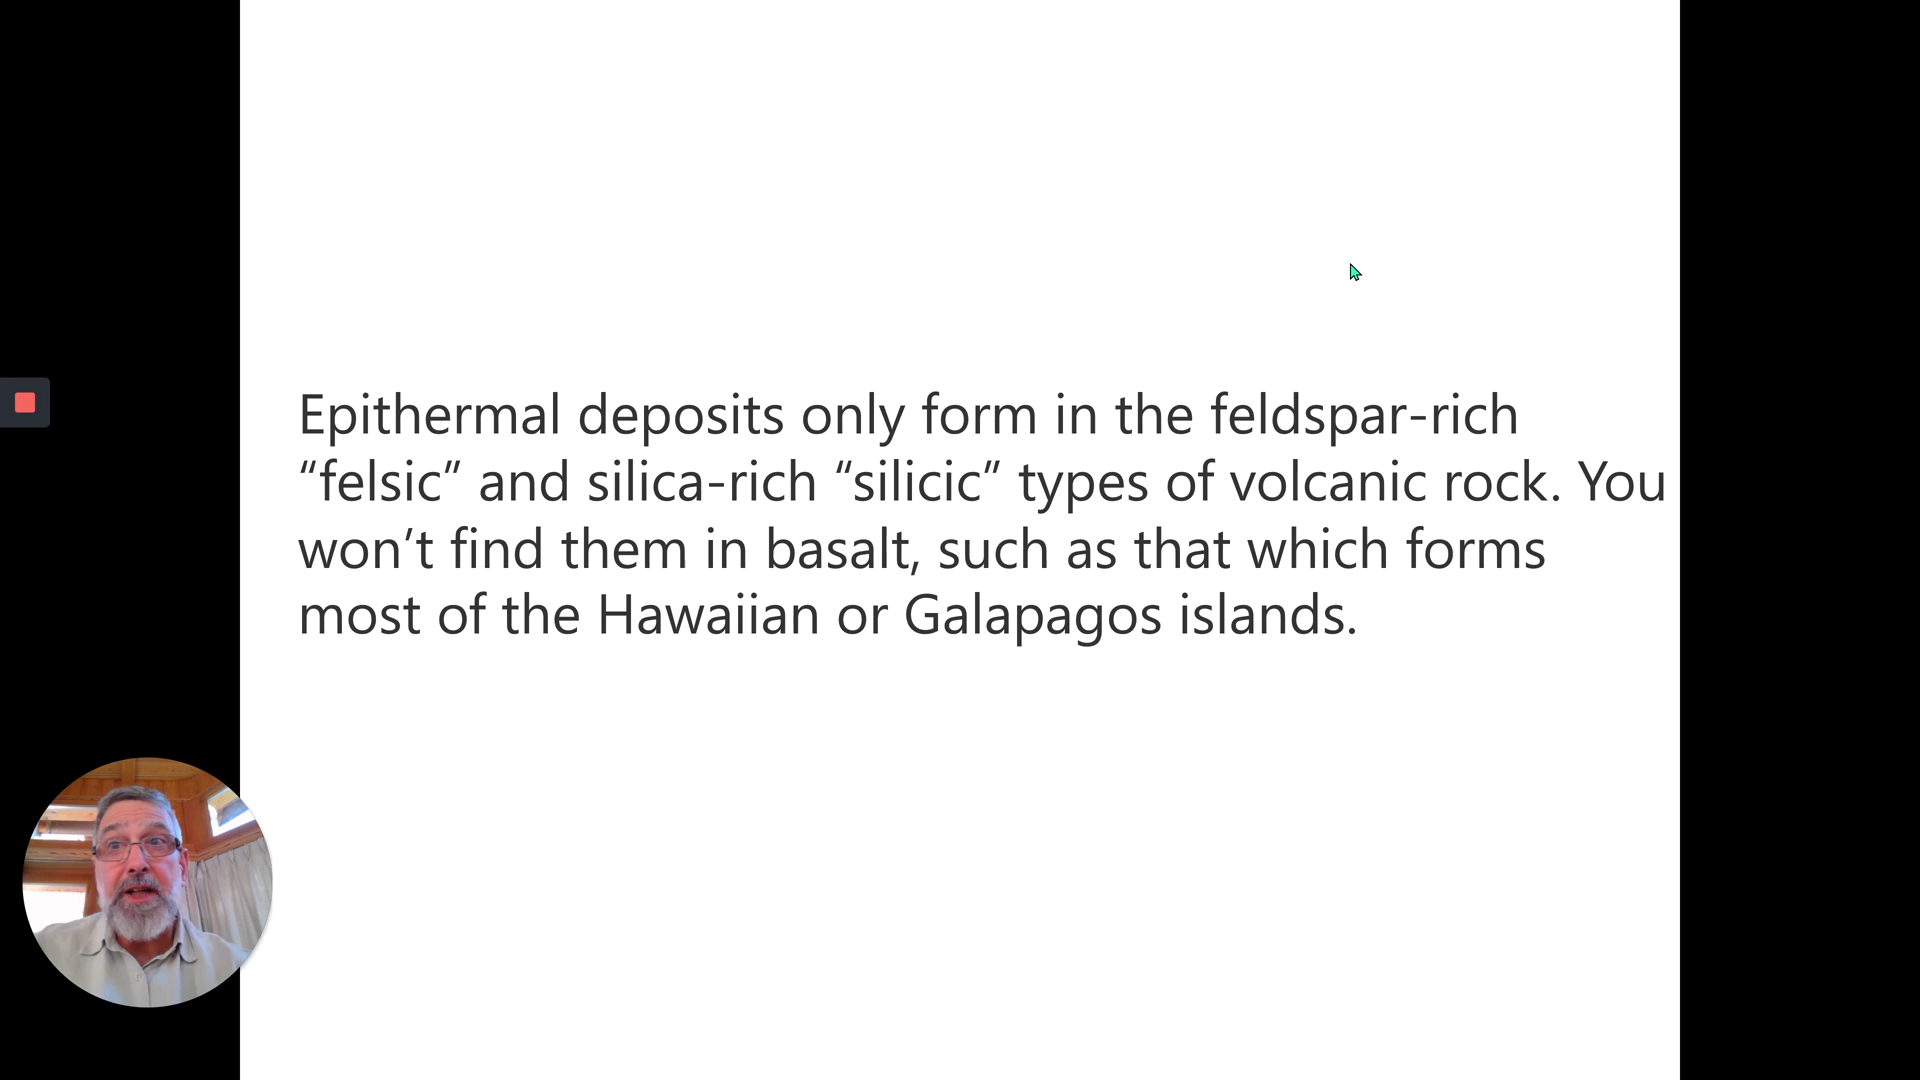 Epithermal deposits only form in the feldspar-rich
“felsic” and silica-rich “silicic” types of volcanic rock. You
won’t find them in basalt, such as that which forms
most of the Hawaiian or Galapagos islands.